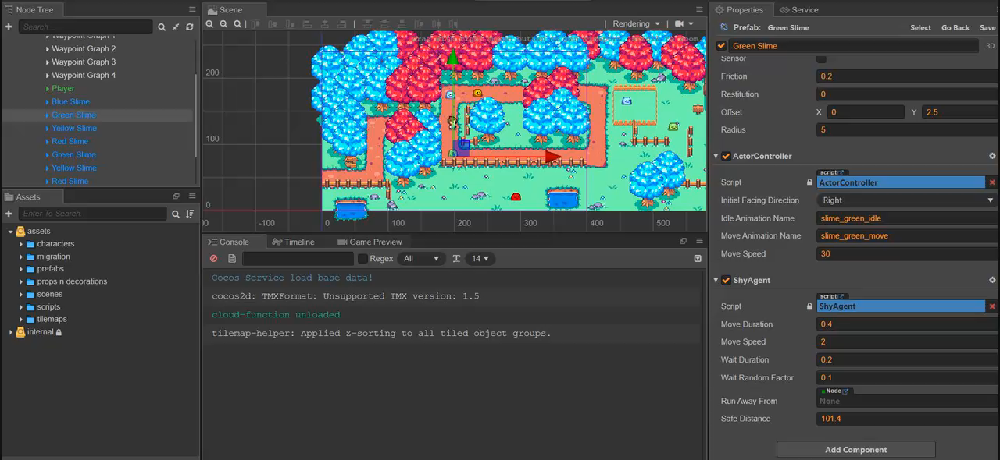 Node Tree
Search...
Waypoint Graph 1
Waypoint Graph 2
Waypoint Graph 3
Waypoint Graph 4
Player
Blue Slime
Green Slime
Yellow Slime
Red Slime
Green Slime
Yellow Slime
Red Slime
Assets
Enter To Search
assets
characters
migration
prefabs
props n decorations
scenes
scripts
tilemaps
internal
Scene
Rendering
200
100
0
00
-100
0
100
200
300
400
500
Console
Timeline
Game Preview
Regex
All
14
Cocos Service load base data!
cocos2d: TMXFormat: Unsupported TMX version: 1.5
cloud-function unloaded
tilemap-helper: Applied Z-sorting to all tiled object groups.
Properties
Service
Prefab: Green Slime
Select
Go Back
Save
Green Slime
3D
Sensor
Friction
0.2
Restitution
0
Offset
X
0
Y
2.5
Radius
5
ActorController
script
Script
ActorController
Initial Facing Direction
Right
Idle Animation Name
slime_green_idle
Move Animation Name
slime_green_move
Move Speed
30
ShyAgent
script
Script
ShyAgent
Move Duration
0.4
Move Speed
2
Wait Duration
0.2
Wait Random Factor
0.1
Node
Run Away From
None
Safe Distance
101.4
Add Component